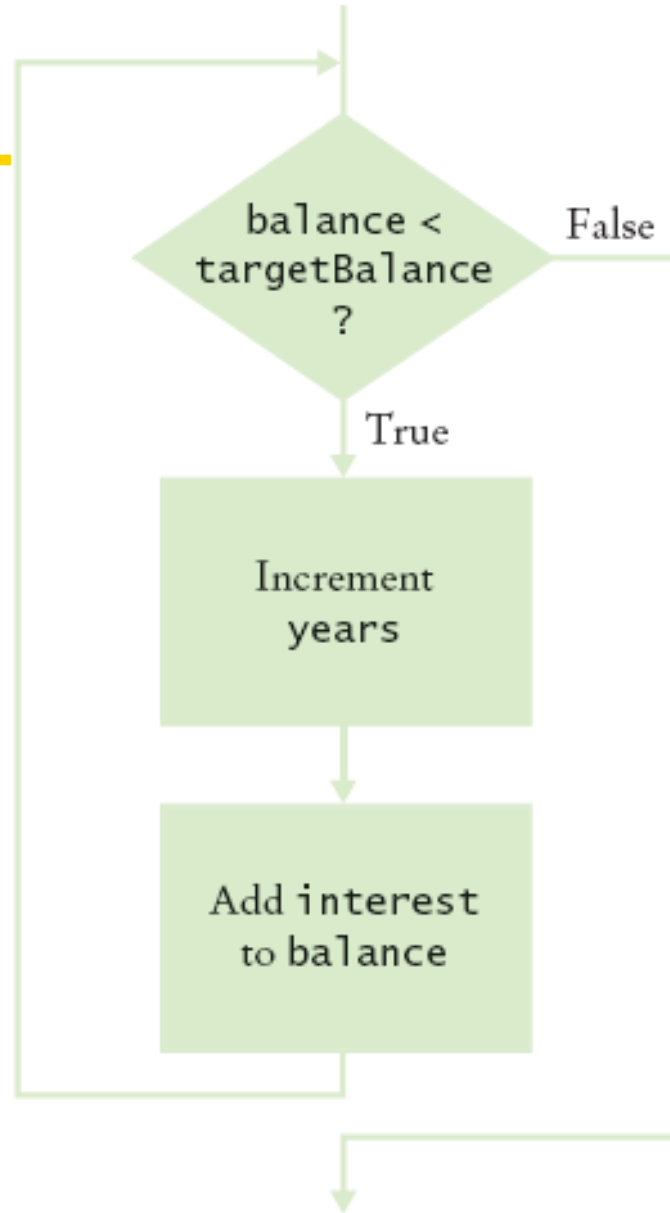 balance <
targetBalance
?
False
True
Increment
years
Add interest
to balance